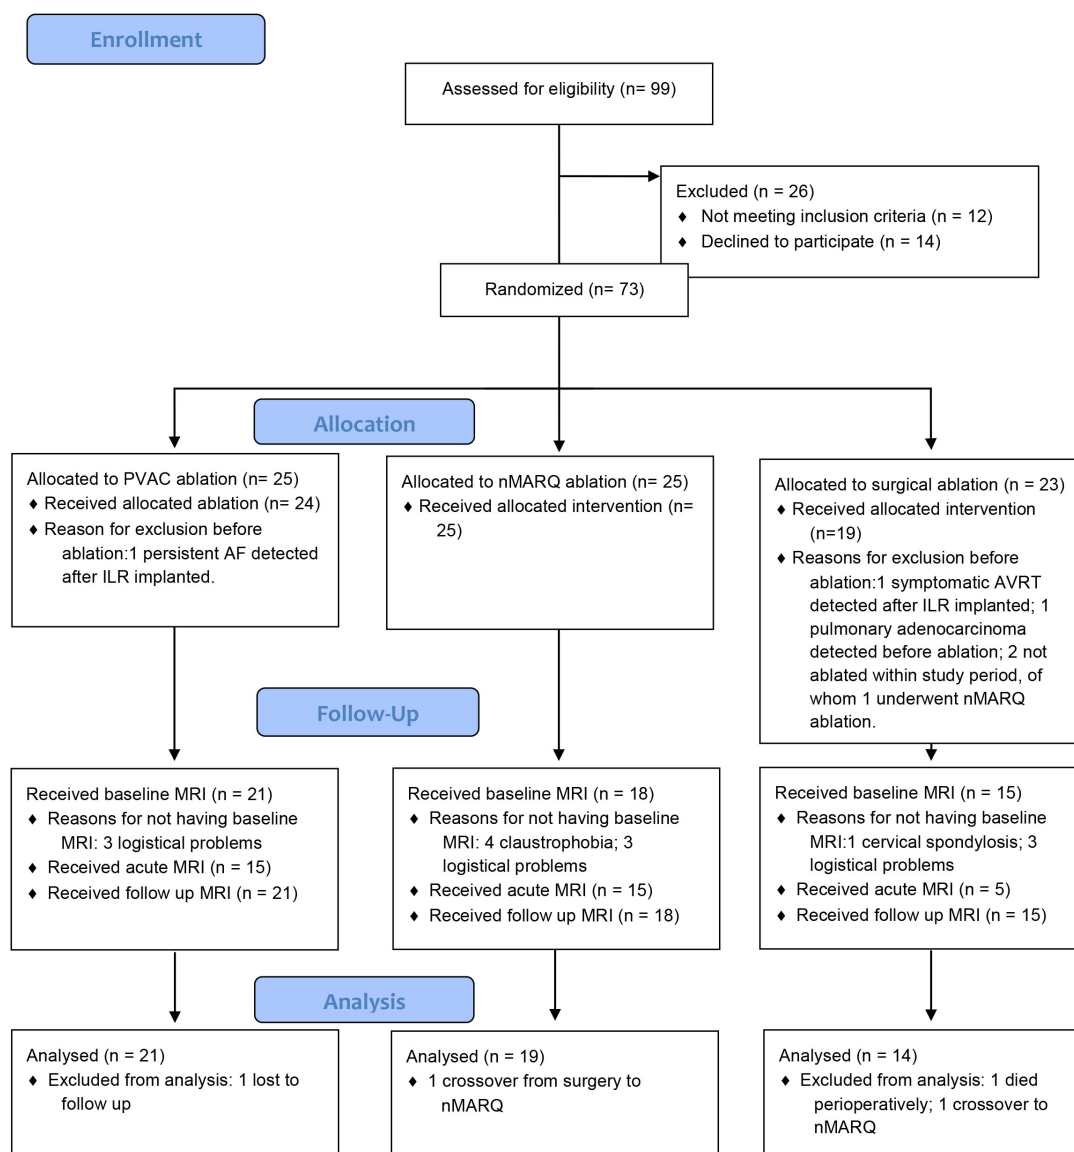 Enrollment
Assessed for eligibility (n= 99)
Excluded (n = 26)
♦ Not meeting inclusion criteria (n = 12)
♦ Declined to participate (n = 14)
Randomized (n= 73)
Allocation
Allocated to PVAC ablation (n= 25)
♦ Received allocated ablation (n= 24)
♦ Reason for exclusion before
ablation:1 persistent AF detected
after ILR implanted.
Allocated to nMARQ ablation (n= 25)
♦ Received allocated intervention (n=
25)
Allocated to surgical ablation (n = 23)
♦ Received allocated intervention
(n=19)
♦ Reasons for exclusion before
ablation:1 symptomatic AVRT
detected after ILR implanted; 1
pulmonary adenocarcinoma
detected before ablation; 2 not
ablated within study period, of
whom 1 underwent nMARQ
ablation.
Follow-Up
Received baseline MRI (n = 21)
♦ Reasons for not having baseline
MRI: 3 logistical problems
♦ Received acute MRI (n = 15)
♦ Received follow up MRI (n = 21)
Received baseline MRI (n = 18)
♦ Reasons for not having baseline
MRI: 4 claustrophobia; 3
logistical problems
♦ Received acute MRI (n = 15)
♦ Received follow up MRI (n = 18)
Received baseline MRI (n = 15)
♦ Reasons for not having baseline
MRI:1 cervical spondylosis; 3
logistical problems
♦ Received acute MRI (n = 5)
♦ Received follow up MRI (n = 15)
Analysis
Analysed (n = 21)
♦ Excluded from analysis: 1 lost to
follow up
Analysed (n = 19)
♦ 1 crossover from surgery to
nMARQ
Analysed (n = 14)
♦ Excluded from analysis: 1 died
perioperatively; 1 crossover to
nMARQ